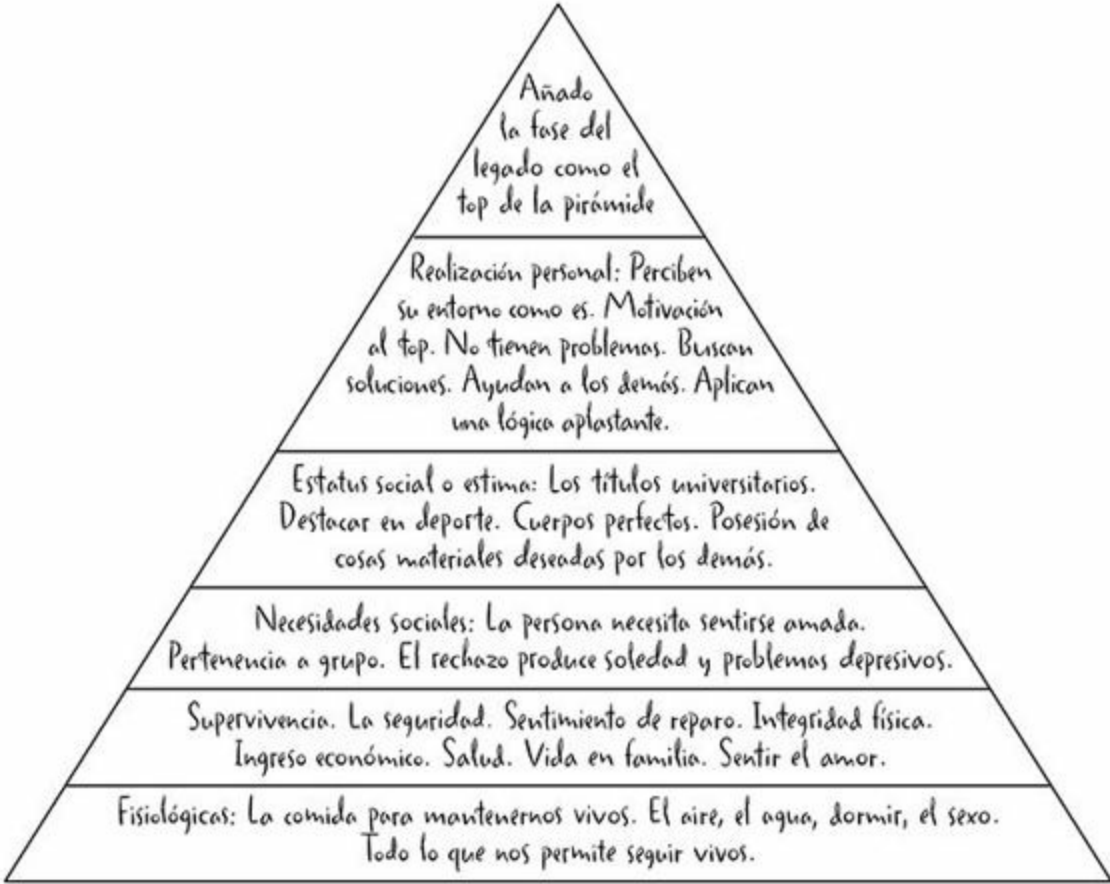 Añado
la fase del
legado como el
top de la pirámide
Realización personal: Perciben
su entorno como es. Motivación
al top. No tienen problemas. Buscan
soluciones. Ayudan a los demás. Aplican
una lógica aplastante.
Estatus social o estima: Los títulos universitarios.
Destacar en deporte. Cuerpos perfectos. Posesión de
cosas materiales deseadas por los demás.
Necesidades sociales: La persona necesita sentirse amada.
Pertenencia a grupo. El rechazo produce soledad y problemas depresivos.
Supervivencia. La seguridad. Sentimiento de reparo. Integridad física.
Ingreso económico. Salud. Vida en familia. Sentir el amor.
Fisiológicas: La comida para mantenernos vivos. El aire, el agua, dormir, el sexo.
Todo lo que nos permite seguir vivos.